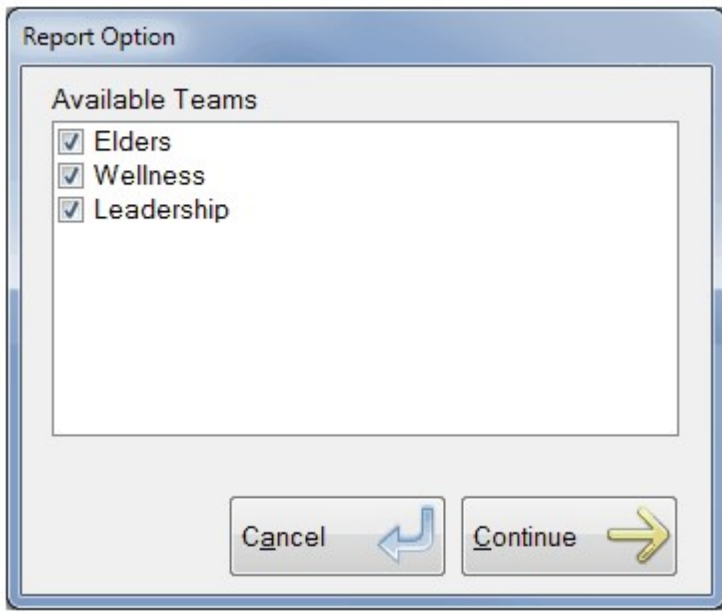 Report Option
Available Teams
Elders
Wellness
Leadership
Cancel
Continue